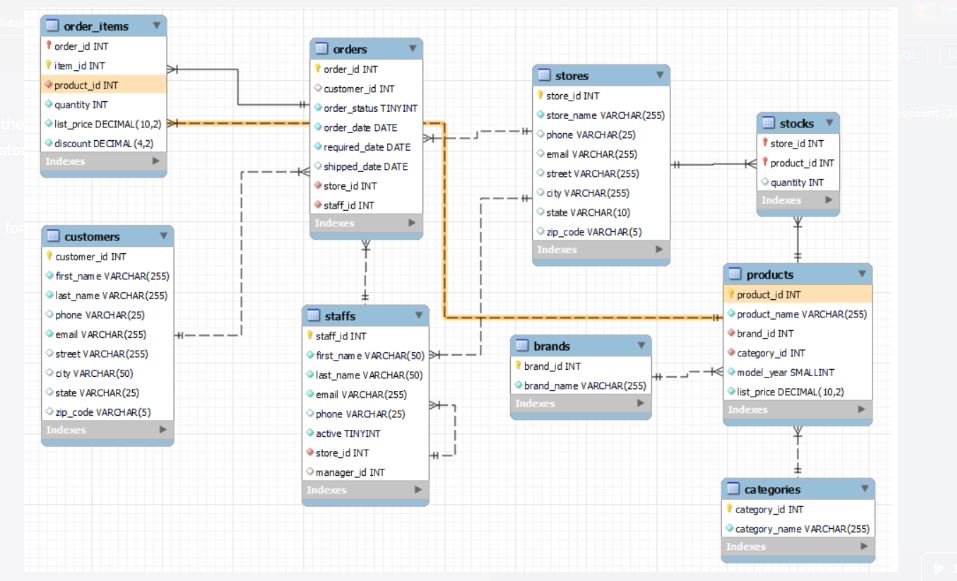 order_items
order_id INT
item_id INT
product_id INT
quantity INT
list_price DECIMAL(10,2)
discount DECIMAL(4,2)
Indexes
orders
order_id INT
customer_id INT
order_status TINYINT
order_date DATE
required_date DATE
shipped_date DATE
store_id INT
staff_id INT
Indexes
stores
store_id INT
store_name VARCHAR(255)
phone VARCHAR(25)
email VARCHAR(255)
street VARCHAR(255)
city VARCHAR(255)
state VARCHAR(10)
zip_code VARCHAR(5)
Indexes
stocks
store_id INT
product_id INT
quantity INT
Indexes
customers
customer_id INT
first_name VARCHAR(255)
last_name VARCHAR(255)
phone VARCHAR(25)
email VARCHAR(255)
street VARCHAR(255)
city VARCHAR(50)
state VARCHAR(25)
zip_code VARCHAR(5)
Indexes
staffs
staff_id INT
first_name VARCHAR(50)
last_name VARCHAR(50)
email VARCHAR(255)
phone VARCHAR(25)
active TINYINT
store_id INT
manager_id INT
Indexes
brands
brand_id INT
brand_name VARCHAR(255)
Indexes
products
product_id INT
product_name VARCHAR(255)
brand_id INT
category_id INT
model_year SMALLINT
list_price DECIMAL(10,2)
Indexes
categories
category_id INT
category_name VARCHAR(255)
Indexes